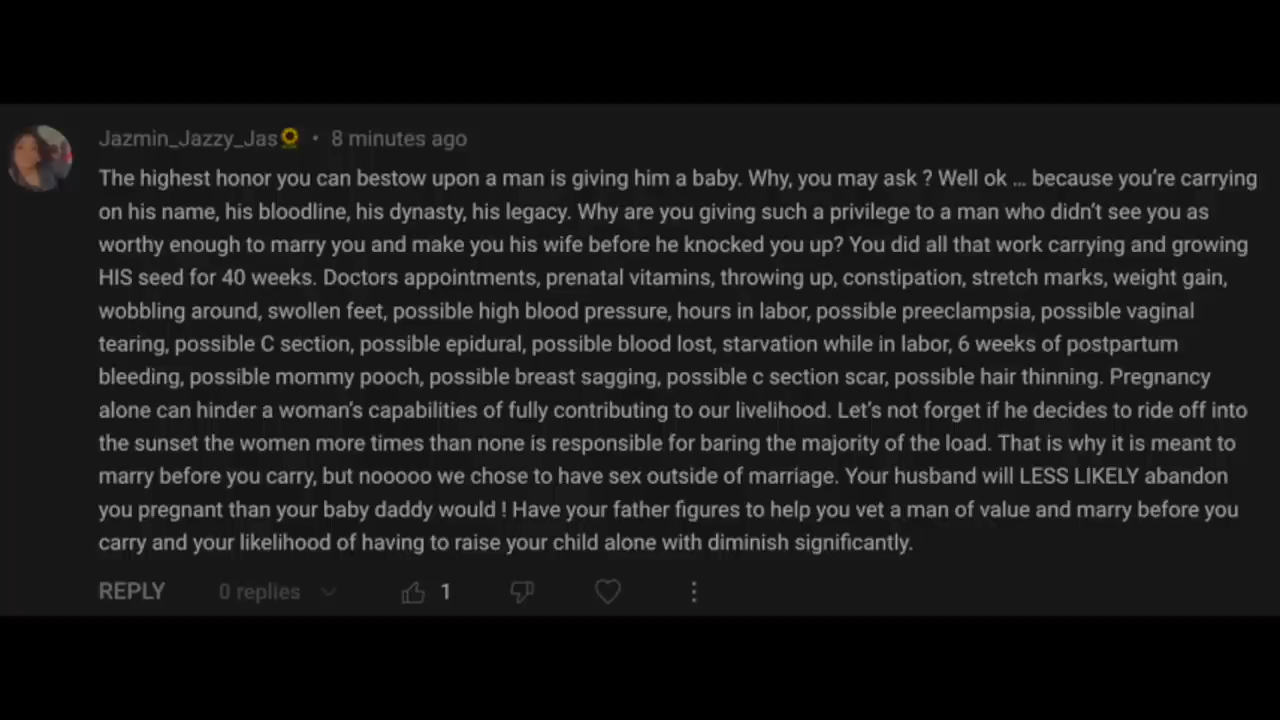 Jazmin_Jazzy_Jas🌻 • 8 minutes ago
The highest honor you can bestow upon a man is giving him a baby. Why, you may ask ? Well ok ... because you're carrying
on his name, his bloodline, his dynasty, his legacy. Why are you giving such a privilege to a man who didn't see you as
worthy enough to marry you and make you his wife before he knocked you up? You did all that work carrying and growing
HIS seed for 40 weeks. Doctors appointments, prenatal vitamins, throwing up, constipation, stretch marks, weight gain,
wobbling around, swollen feet, possible high blood pressure, hours in labor, possible preeclampsia, possible vaginal
tearing, possible C section, possible epidural, possible blood lost, starvation while in labor, 6 weeks of postpartum
bleeding, possible mommy pooch, possible breast sagging, possible c section scar, possible hair thinning. Pregnancy
alone can hinder a woman's capabilities of fully contributing to our livelihood. Let's not forget if he decides to ride off into
the sunset the women more times than none is responsible for baring the majority of the load. That is why it is meant to
marry before you carry, but nooooo we chose to have sex outside of marriage. Your husband will LESS LIKELY abandon
you pregnant than your baby daddy would ! Have your father figures to help you vet a man of value and marry before you
carry and your likelihood of having to raise your child alone with diminish significantly.
REPLY 0 replies 1